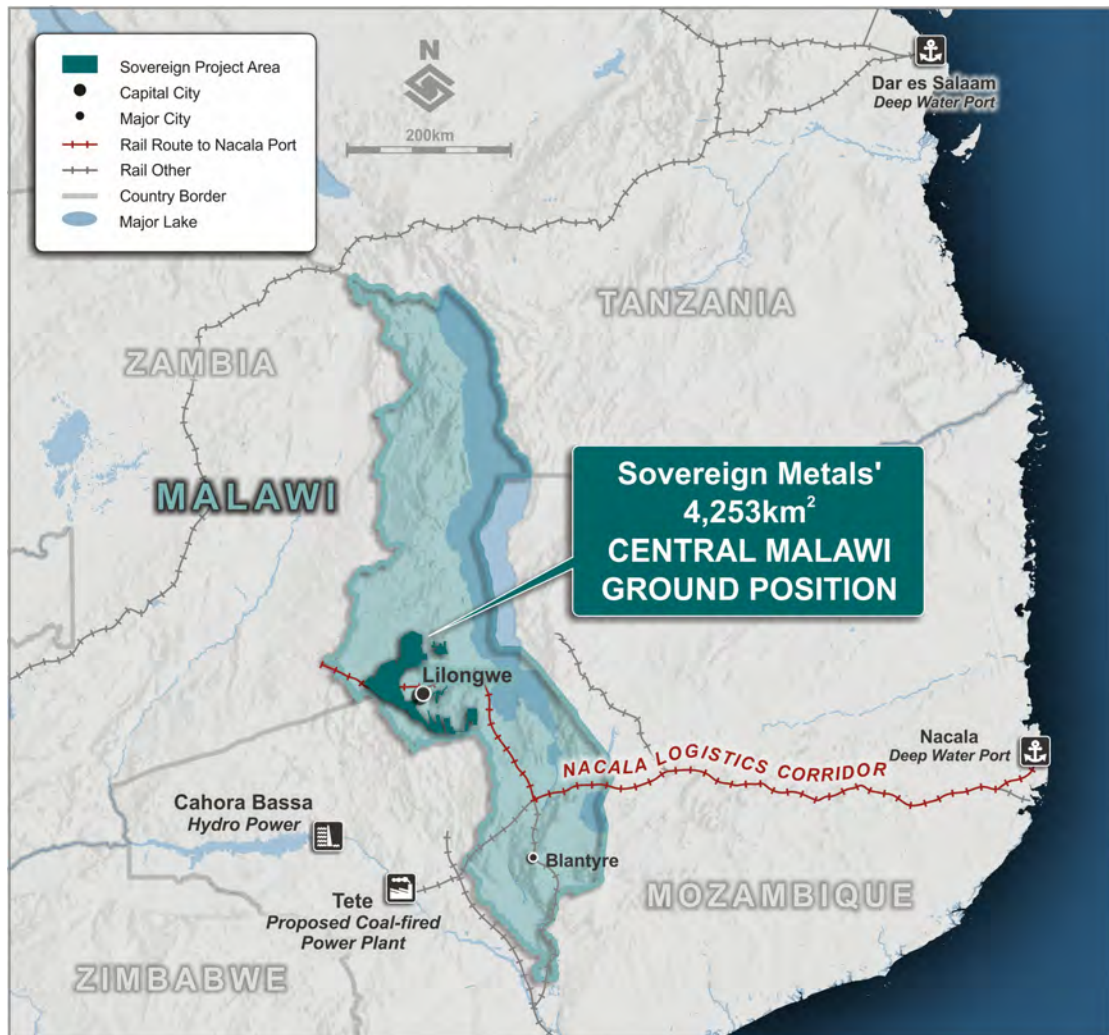 Sovereign Project Area
Capital City
Major City
Rail Route to Nacala Port
Rail Other
Country Border
Major Lake
N
200km
Dar es Salaam
Deep Water Port
TANZANIA
ZAMBIA
MALAWI
Sovereign Metals'
4,253km²
CENTRAL MALAWI
GROUND POSITION
Lilongwe
Nacala
Deep Water Port
NACALA LOGISTICS CORRIDOR
Cahora Bassa
Hydro Power
Blantyre
Tete
Proposed Coal-fired
Power Plant
MOZAMBIQUE
ZIMBABWE